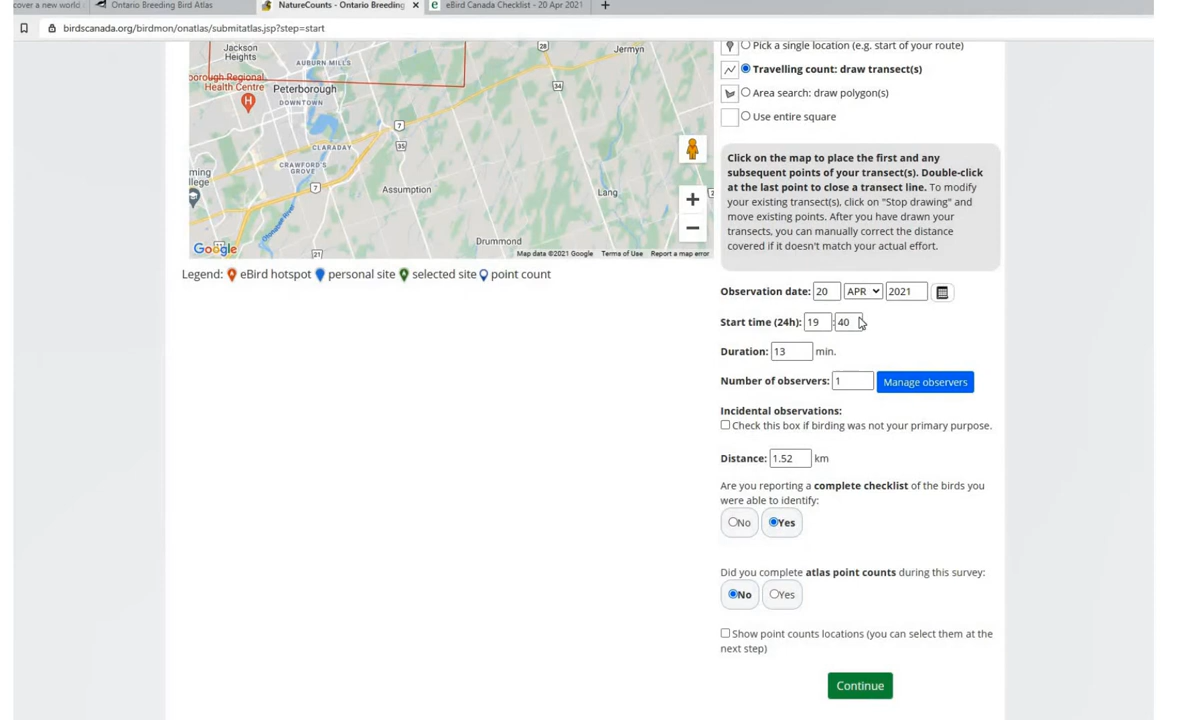 cover a new world
Ontario Breeding Bird Atlas
NatureCounts - Ontario Breeding
eBird Canada Checklist - 20 Apr 2021
birdscanada.org/birdmon/onatlas/submitatlas.jsp?step=start
Jackson
Heights
AUBURN MILLS
28
Jermyn
borough Regional
Health Centre
H
Peterborough
DOWNTOWN
34
7
35
CLARADAY
CRAWFORD'S
GROVE
ming
llege
7
Assumption
Lang
Otonabee River
Drummond
21
Google
Map data ©2021 Google
Terms of Use
Report a map error
Legend: eBird hotspot personal site selected site point count
Pick a single location (e.g. start of your route)
Travelling count: draw transect(s)
Area search: draw polygon(s)
Use entire square
Click on the map to place the first and any
subsequent points of your transect(s). Double-click
at the last point to close a transect line. To modify
your existing transect(s), click on "Stop drawing" and
move existing points. After you have drawn your
transects, you can manually correct the distance
covered if it doesn't match your actual effort.
Observation date: 20 APR 2021
Start time (24h): 19 : 40
Duration: 13 min.
Number of observers: 1 Manage observers
Incidental observations:
Check this box if birding was not your primary purpose.
Distance: 1.52 km
Are you reporting a complete checklist of the birds you
were able to identify:
No Yes
Did you complete atlas point counts during this survey:
No Yes
Show point counts locations (you can select them at the
next step)
Continue